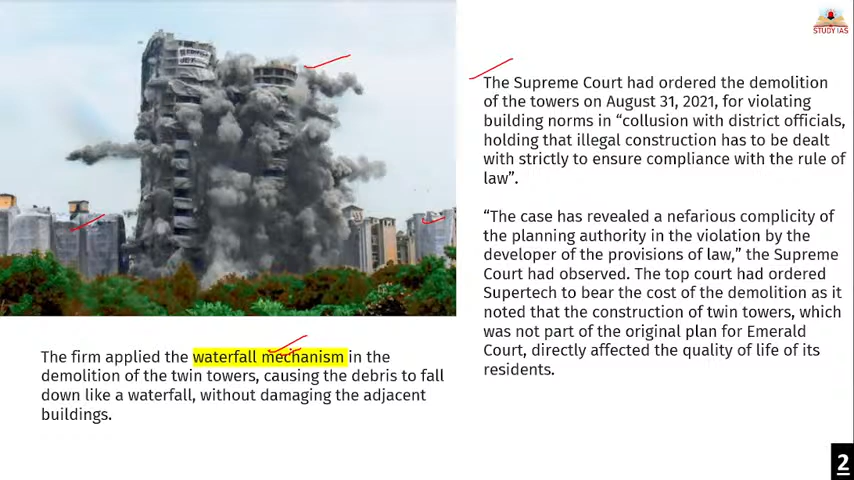 STUDY IAS
The Supreme Court had ordered the demolition
of the towers on August 31, 2021, for violating
building norms in “collusion with district officials,
holding that illegal construction has to be dealt
with strictly to ensure compliance with the rule of
law”.
“The case has revealed a nefarious complicity of
the planning authority in the violation by the
developer of the provisions of law,” the Supreme
Court had observed. The top court had ordered
Supertech to bear the cost of the demolition as it
noted that the construction of twin towers, which
was not part of the original plan for Emerald
Court, directly affected the quality of life of its
residents.
The firm applied the waterfall mechanism in the
demolition of the twin towers, causing the debris to fall
down like a waterfall, without damaging the adjacent
buildings.
2